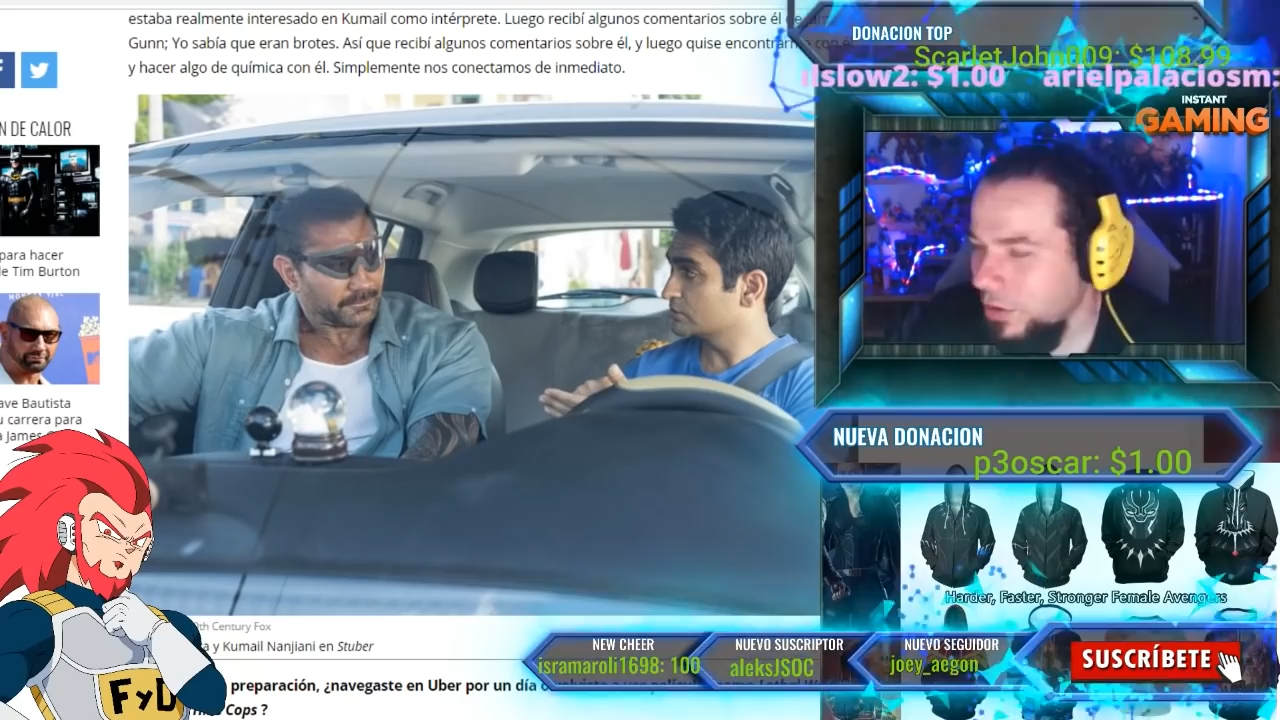 estaba realmente interesado en Kumail como intérprete. Luego recibí algunos comentarios sobre él
Gunn; Yo sabía que eran brotes. Así que recibí algunos comentarios sobre él, y luego quise encontrarme con
y hacer algo de química con él. Simplemente nos conectamos de inmediato.
N DE CALOR
para hacer
le Tim Burton
ave Bautista
u carrera para
a James
FyD
th Century Fox
a y Kumail Nanjiani en Stuber
preparación, ¿navegaste en Uber por un día o
Cops ?
DONACION TOP
ScarletJohn009: $108.99
lslow2: $1.00 arielpalaciosm:
INSTANT
GAMING
NUEVA DONACION
p3oscar: $1.00
Harder, Faster, Stronger Female Avengers
NEW CHEER
isramaroli1698: 100
NUEVO SUSCRIPTOR
aleksJSOC
NUEVO SEGUIDOR
joey_aegon
SUSCRÍBETE